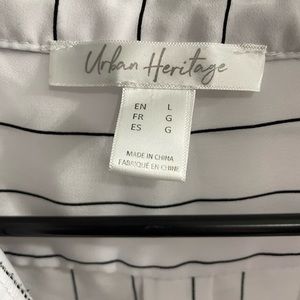 Urban Heritage
EN L
FR G
ES G
MADE IN CHINA
FABRIQUÉ EN CHINE